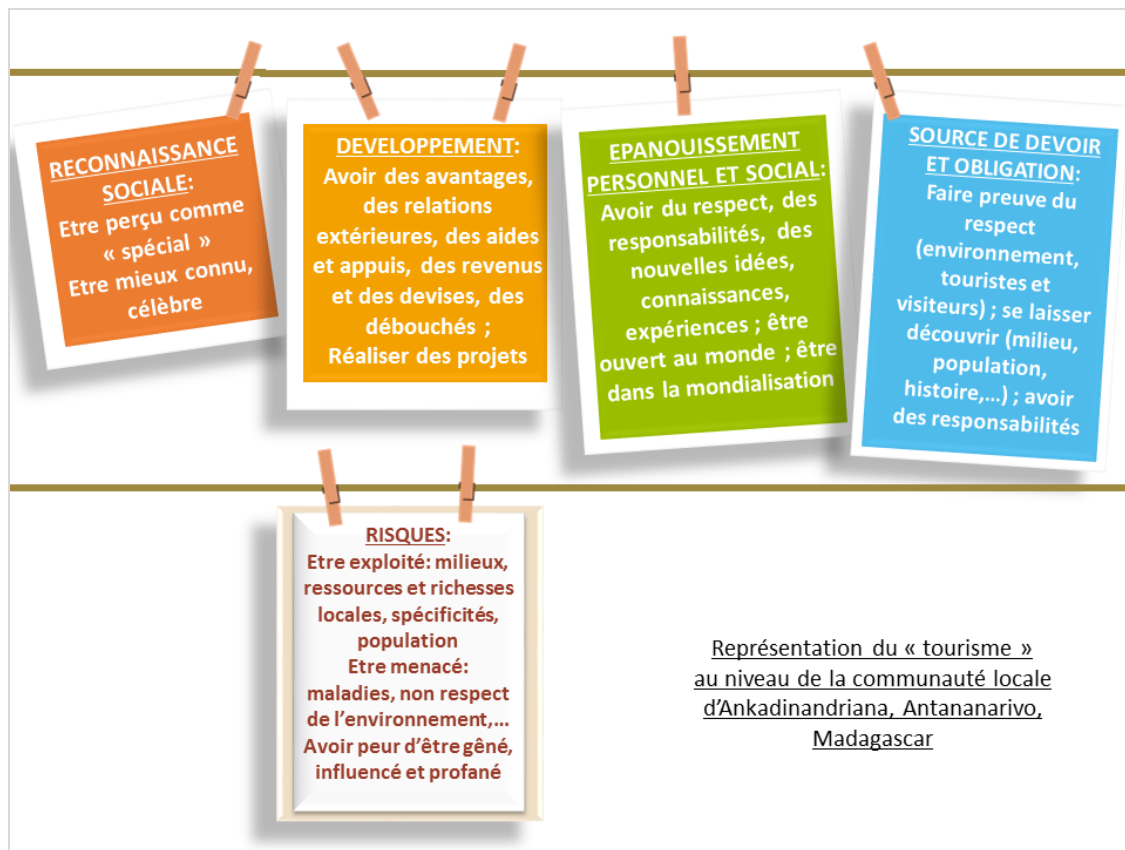 RECONNAISSANCE
SOCIALE:
Etre perçu comme
« spécial »
Etre mieux connu,
célèbre
DEVELOPPEMENT:
Avoir des avantages,
des relations
extérieures, des aides
et appuis, des revenus
et des devises, des
débouchés ;
Réaliser des projets
EPANOUISSEMENT
PERSONNEL ET SOCIAL:
Avoir du respect, des
responsabilités, des
nouvelles idées,
connaissances,
expériences ; être
ouvert au monde ; être
dans la mondialisation
SOURCE DE DEVOIR
ET OBLIGATION:
Faire preuve du
respect
(environnement,
touristes et
visiteurs) ; se laisser
découvrir (milieu,
population,
histoire,...) ; avoir
des responsabilités
RISQUES:
Etre exploité: milieux,
ressources et richesses
locales, spécificités,
population
Etre menacé:
maladies, non respect
de l'environnement,...
Avoir peur d'être gêné,
influencé et profané
Représentation du « tourisme »
au niveau de la communauté locale
d'Ankadinandriana, Antananarivo,
Madagascar